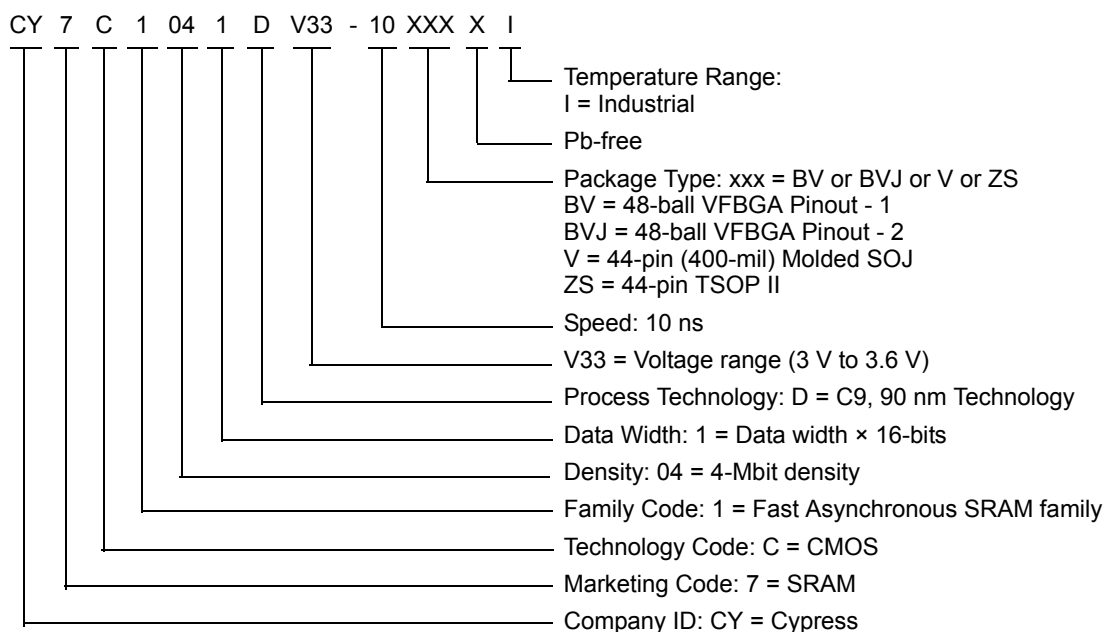 CY 7 C 1 04 1 D V33 - 10 XXX X I
Temperature Range:
I = Industrial
Pb-free
Package Type: xxx = BV or BVJ or V or ZS
BV = 48-ball VFBGA Pinout - 1
BVJ = 48-ball VFBGA Pinout - 2
V = 44-pin (400-mil) Molded SOJ
ZS = 44-pin TSOP II
Speed: 10 ns
V33 = Voltage range (3 V to 3.6 V)
Process Technology: D = C9, 90 nm Technology
Data Width: 1 = Data width × 16-bits
Density: 04 = 4-Mbit density
Family Code: 1 = Fast Asynchronous SRAM family
Technology Code: C = CMOS
Marketing Code: 7 = SRAM
Company ID: CY = Cypress